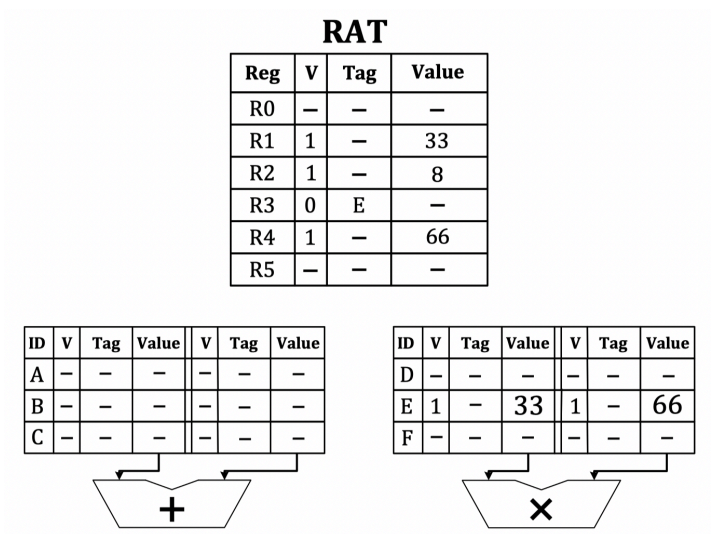 RAT
Reg V Tag Value
R0 – – –
R1 1 – 33
R2 1 – 8
R3 0 E –
R4 1 – 66
R5 – – –
ID V Tag Value V Tag Value
A – – – – – –
B – – – – – –
C – – – – – –
+
ID V Tag Value V Tag Value
D – – – – – –
E 1 – 33 1 – 66
F – – – – – –
×